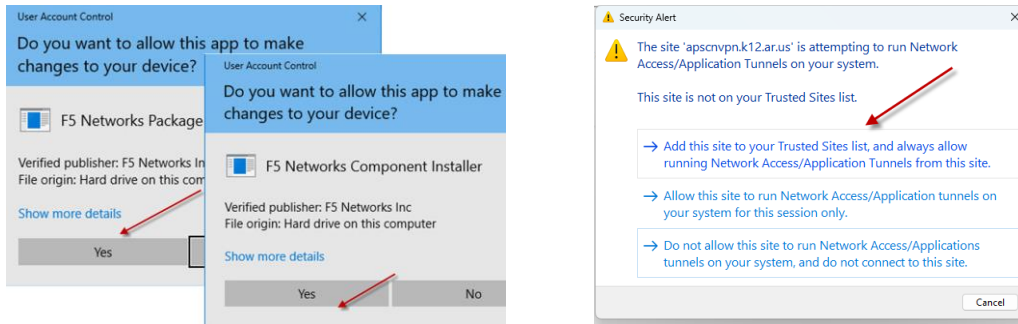 User Account Control
Do you want to allow this app to make
changes to your device?
F5 Networks Package
Verified publisher: F5 Networks In
File origin: Hard drive on this com
Show more details
Yes
User Account Control
Do you want to allow this app to make
changes to your device?
F5 Networks Component Installer
Verified publisher: F5 Networks Inc
File origin: Hard drive on this computer
Show more details
Yes
No
Security Alert
The site 'apscnvpn.k12.ar.us' is attempting to run Network
Access/Application Tunnels on your system.
This site is not on your Trusted Sites list.
Add this site to your Trusted Sites list, and always allow
running Network Access/Application Tunnels from this site.
Allow this site to run Network Access/Application tunnels on
your system for this session only.
Do not allow this site to run Network Access/Applications
tunnels on your system, and do not connect to this site.
Cancel